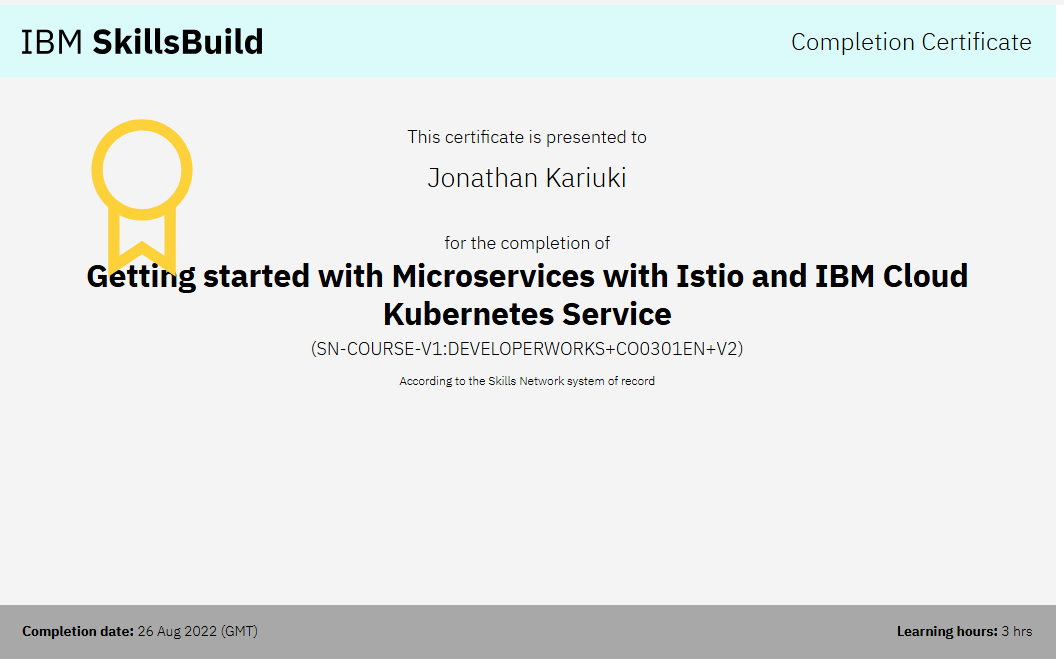 IBM SkillsBuild
Completion Certificate
This certificate is presented to
Jonathan Kariuki
for the completion of
Getting started with Microservices with Istio and IBM Cloud
Kubernetes Service
(SN-COURSE-V1:DEVELOPERWORKS+CO0301EN+V2)
According to the Skills Network system of record
Completion date: 26 Aug 2022 (GMT)
Learning hours: 3 hrs